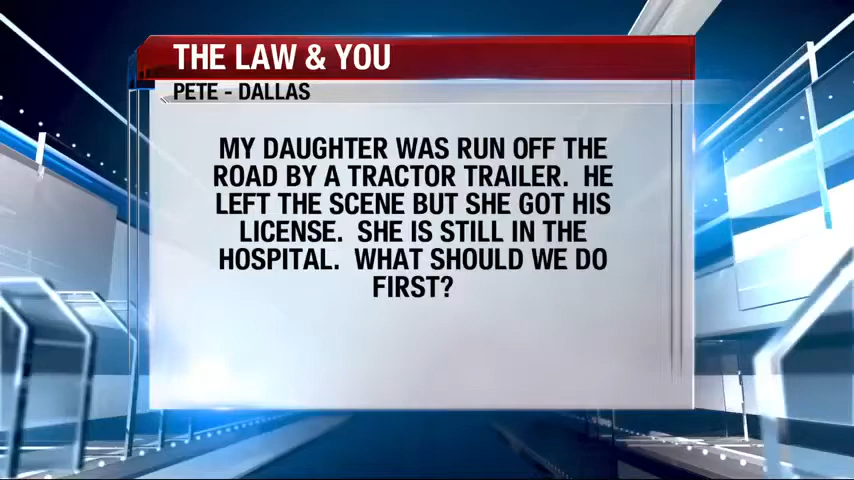 THE LAW & YOU
PETE - DALLAS
MY DAUGHTER WAS RUN OFF THE
ROAD BY A TRACTOR TRAILER.  HE
LEFT THE SCENE BUT SHE GOT HIS
LICENSE.  SHE IS STILL IN THE
HOSPITAL.  WHAT SHOULD WE DO
FIRST?